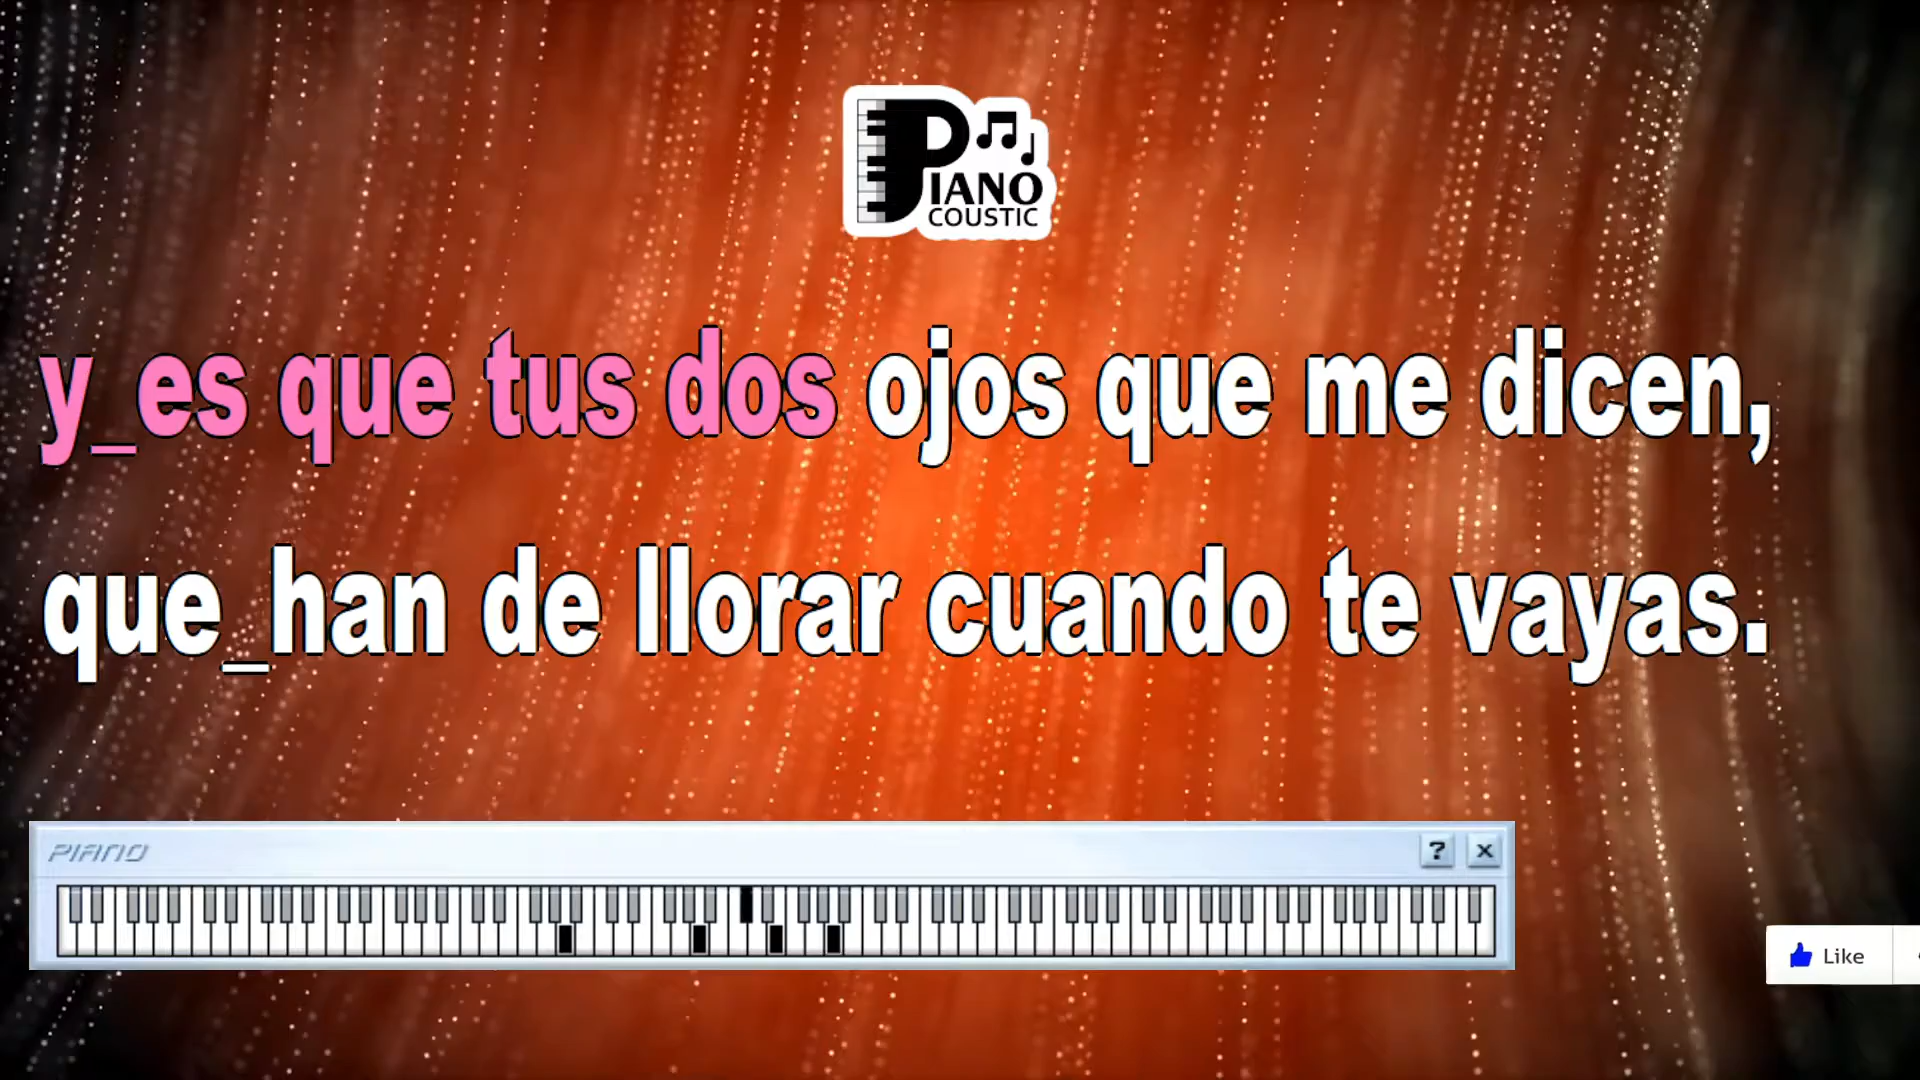 PIANO
COUSTIC
y_es que tus dos ojos que me dicen,
que_han de llorar cuando te vayas.
PIANO
? x
Like